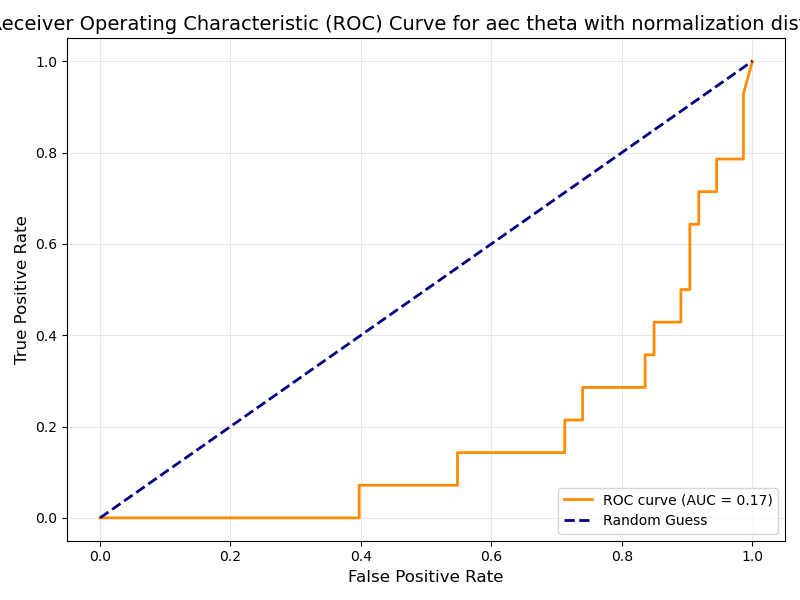 eceiver Operating Characteristic (ROC) Curve for aec theta with normalization dis
True Positive Rate
1.0
0.8
0.6
0.4
0.2
0.0
ROC curve (AUC = 0.17)
Random Guess
0.0 0.2 0.4 0.6 0.8 1.0
False Positive Rate